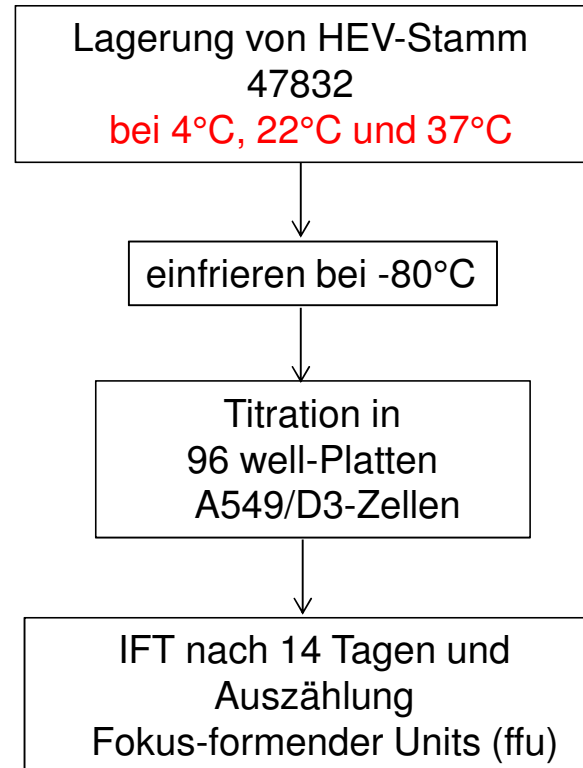 Lagerung von HEV-Stamm
47832
bei 4°C, 22°C und 37°C
einfrieren bei -80°C
Titration in
96 well-Platten
A549/D3-Zellen
IFT nach 14 Tagen und
Auszählung
Fokus-formender Units (ffu)